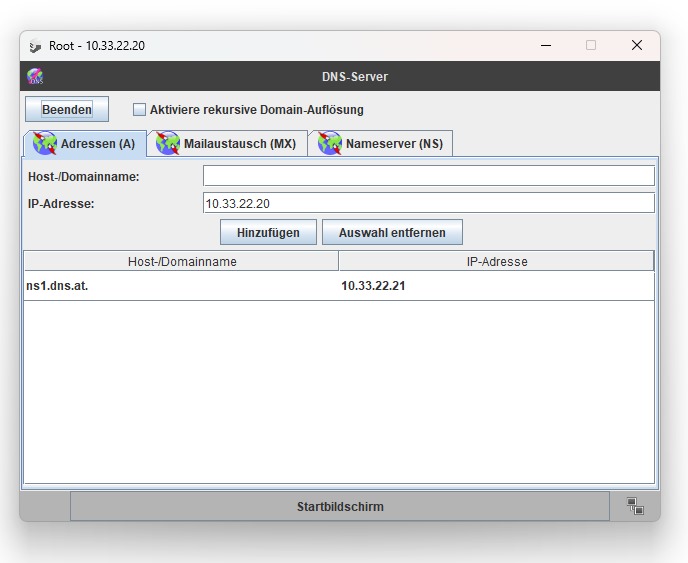 Root - 10.33.22.20
DNS
DNS-Server
Beenden
Aktiviere rekursive Domain-Auflösung
Adressen (A)
Mailaustausch (MX)
Nameserver (NS)
Host-/Domainname:
IP-Adresse:
10.33.22.20
Hinzufügen
Auswahl entfernen
Host-/Domainname
IP-Adresse
ns1.dns.at.
10.33.22.21
Startbildschirm